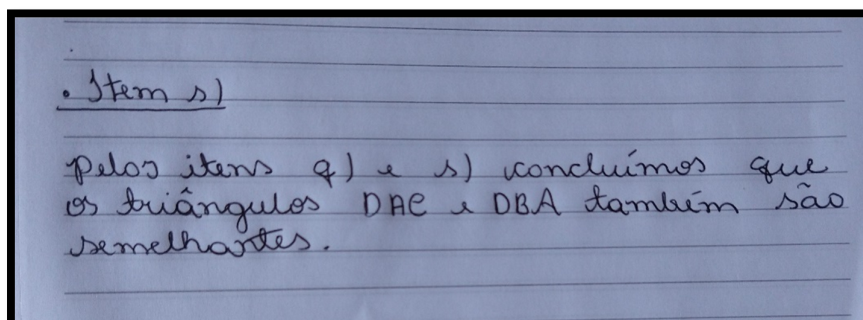 . Item s)
Pelos itens q) e s) concluímos que
os triângulos DAC e DBA também são
semelhantes.